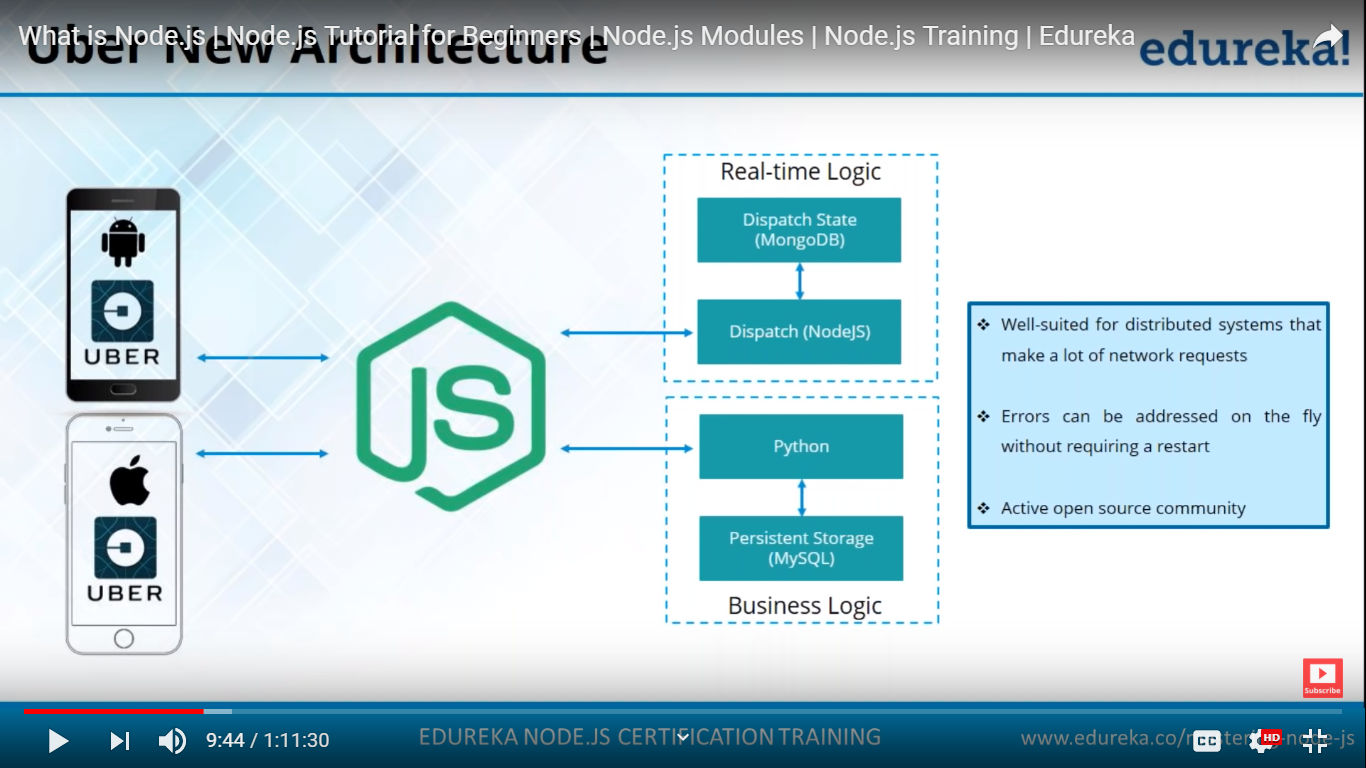 What is Node.js | Node.js Tutorial for Beginners | Node.js Modules | Node.js Training | Edureka
Uber New Architecture
edureka!
Real-time Logic
Dispatch State
(MongoDB)
Dispatch (NodeJS)
UBER
JS
Python
Persistent Storage
(MySQL)
Business Logic
UBER
Well-suited for distributed systems that
make a lot of network requests
Errors can be addressed on the fly
without requiring a restart
Active open source community
Subscribe
9:44 / 1:11:30
EDUREKA NODE.JS CERTIFICATION TRAINING
www.edureka.co/mastering-node-js
CC
HD